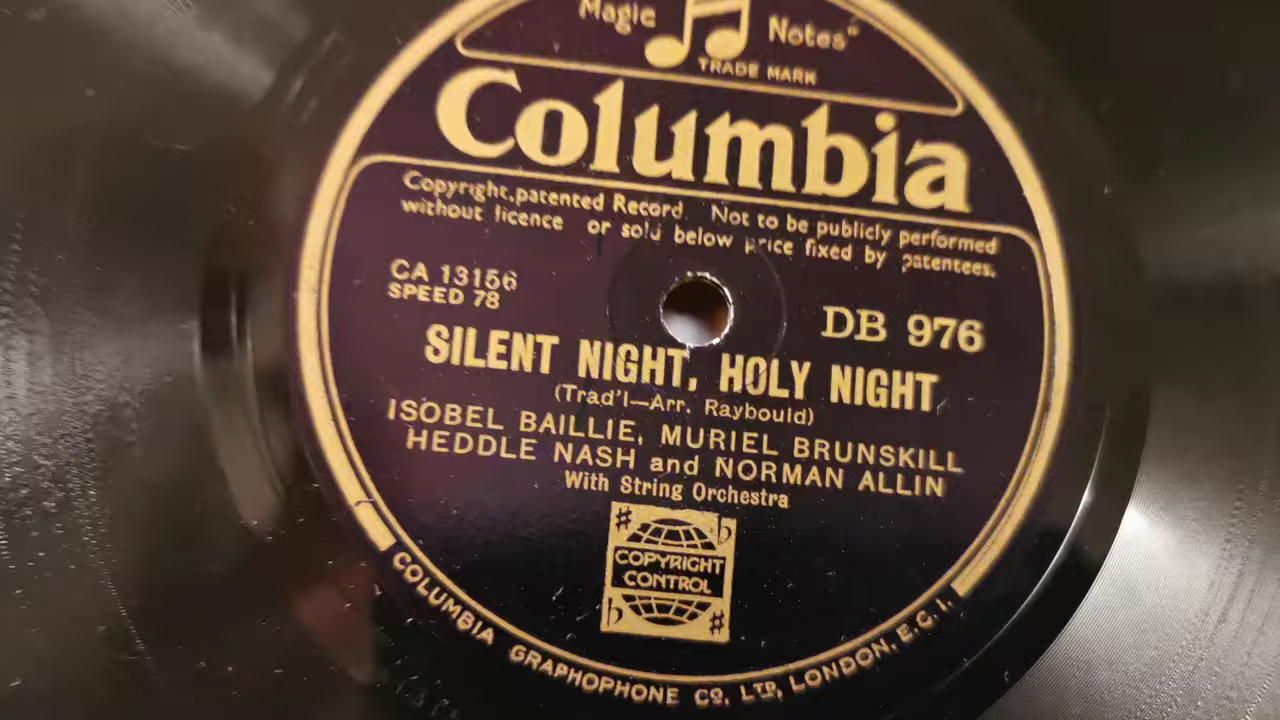 Magic Notes"
TRADE MARK
Columbia
Copyright,patented Record. Not to be publicly performed
without licence or sold below price fixed by patentees.
CA 13156
SPEED 78
DB 976
SILENT NIGHT, HOLY NIGHT
(Trad'l—Arr. Raybould)
ISOBEL BAILLIE, MURIEL BRUNSKILL
HEDDLE NASH and NORMAN ALLIN
With String Orchestra
COPYRIGHT
CONTROL
COLUMBIA GRAPHOPHONE CO. LTD, LONDON, E.C.1.